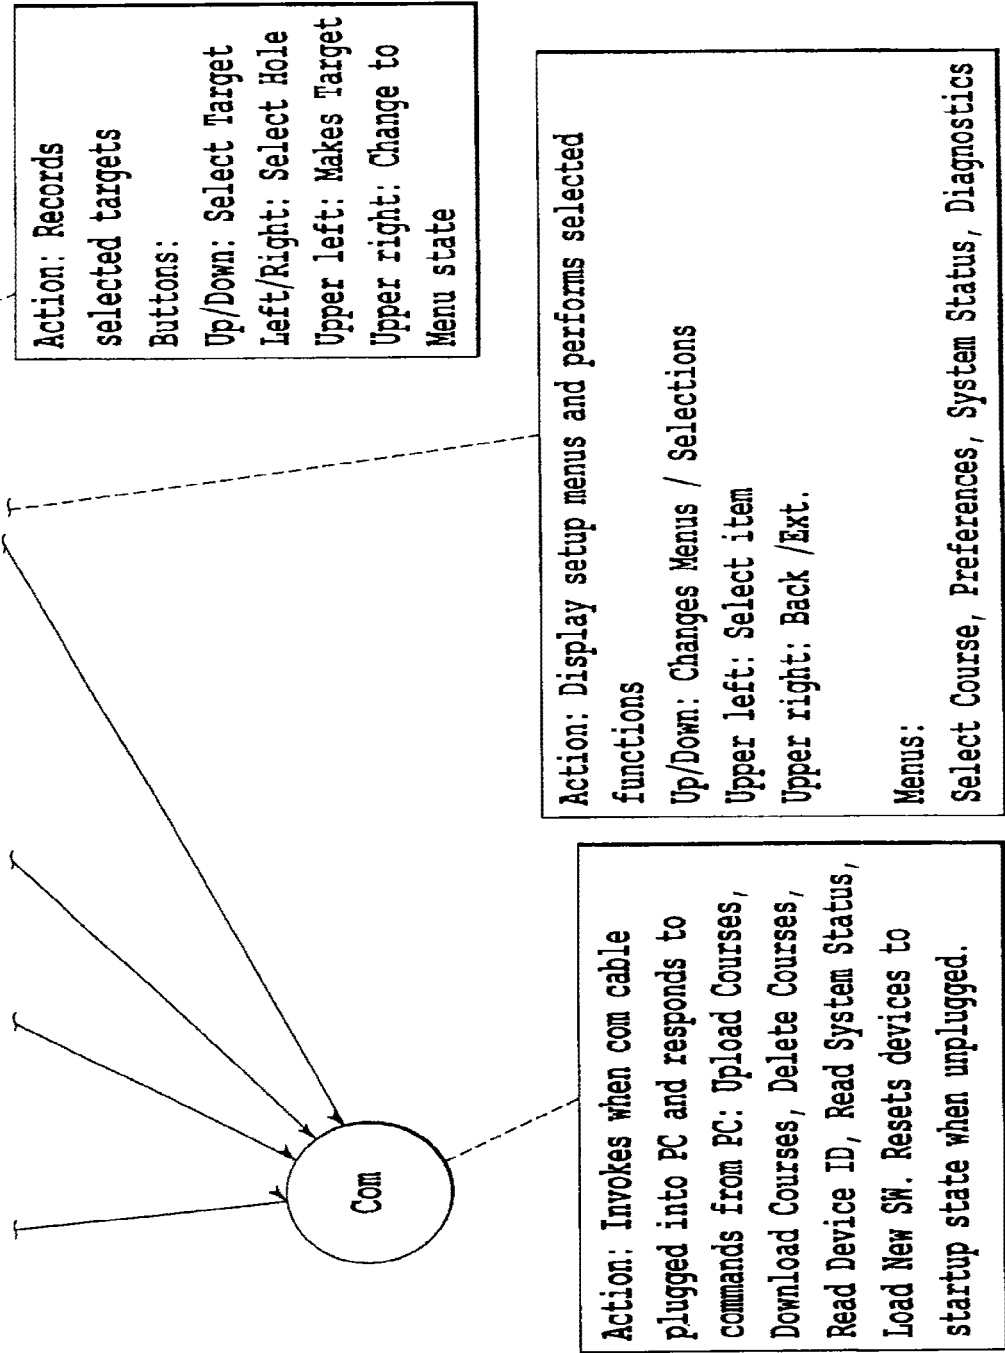 Com
Action: Invokes when com cable
plugged into PC and responds to
commands from PC: Upload Courses,
Download Courses, Delete Courses,
Read Device ID, Read System Status,
Load New SW. Resets devices to
startup state when unplugged.
Action: Display setup menus and performs selected
functions
Up/Down: Changes Menus / Selections
Upper left: Select item
Upper right: Back /Ext.
Menus:
Select Course, Preferences, System Status, Diagnostics
Action: Records
selected targets
Buttons:
Up/Down: Select Target
Left/Right: Select Hole
Upper left: Makes Target
Upper right: Change to
Menu state